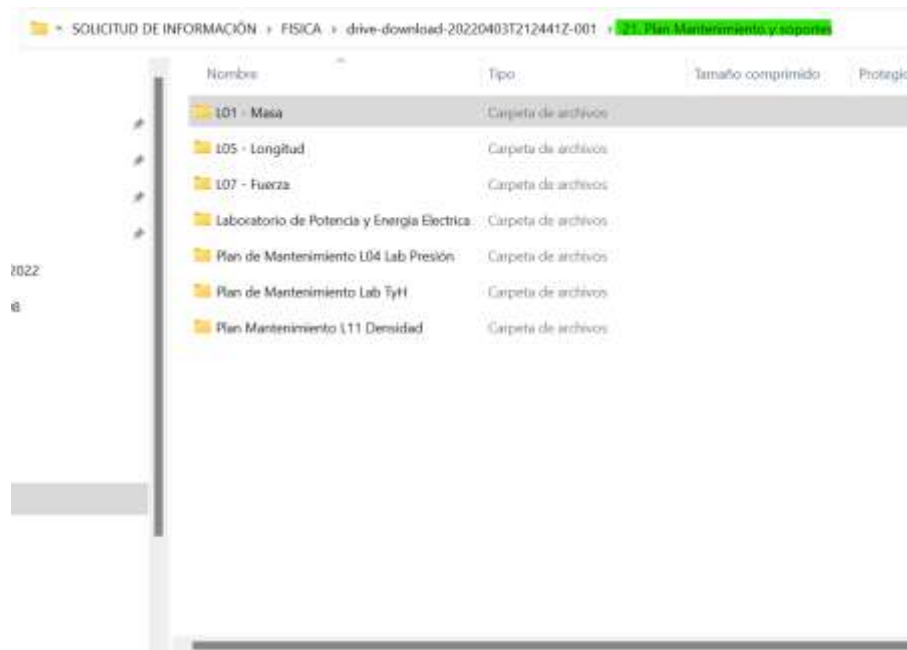 SOLICITUD DE INFORMACIÓN › FISICA › drive-download-20220403T212441Z-001 › 21. Plan Mantenimiento y soportes
Nombre Tipo Tamaño comprimido Protegic
L01 - Masa Carpeta de archivos
L05 - Longitud Carpeta de archivos
L07 - Fuerza Carpeta de archivos
Laboratorio de Potencia y Energia Electrica Carpeta de archivos
Plan de Mantenimiento L04 Lab Presión Carpeta de archivos
2022
Plan de Mantenimiento Lab TyH Carpeta de archivos
Plan Mantenimiento L11 Densidad Carpeta de archivos